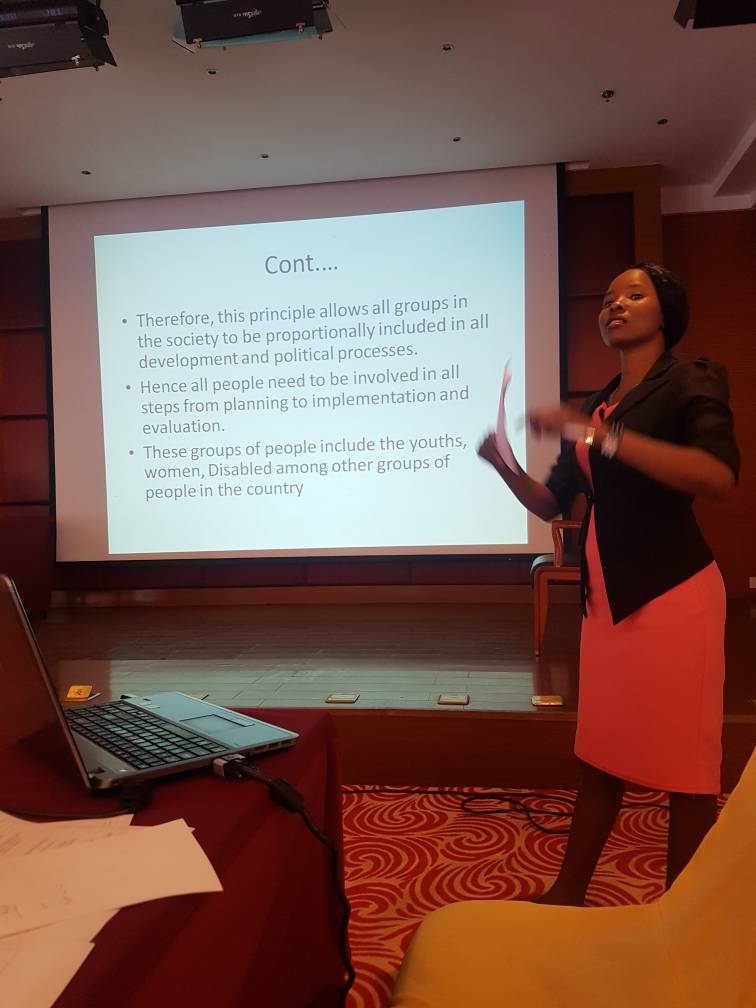 Cont....
• Therefore, this principle allows all groups in
the society to be proportionally included in all
development and political processes.
• Hence all people need to be involved in all
steps from planning to implementation and
evaluation.
• These groups of people include the youths,
women, Disabled among other groups of
people in the country